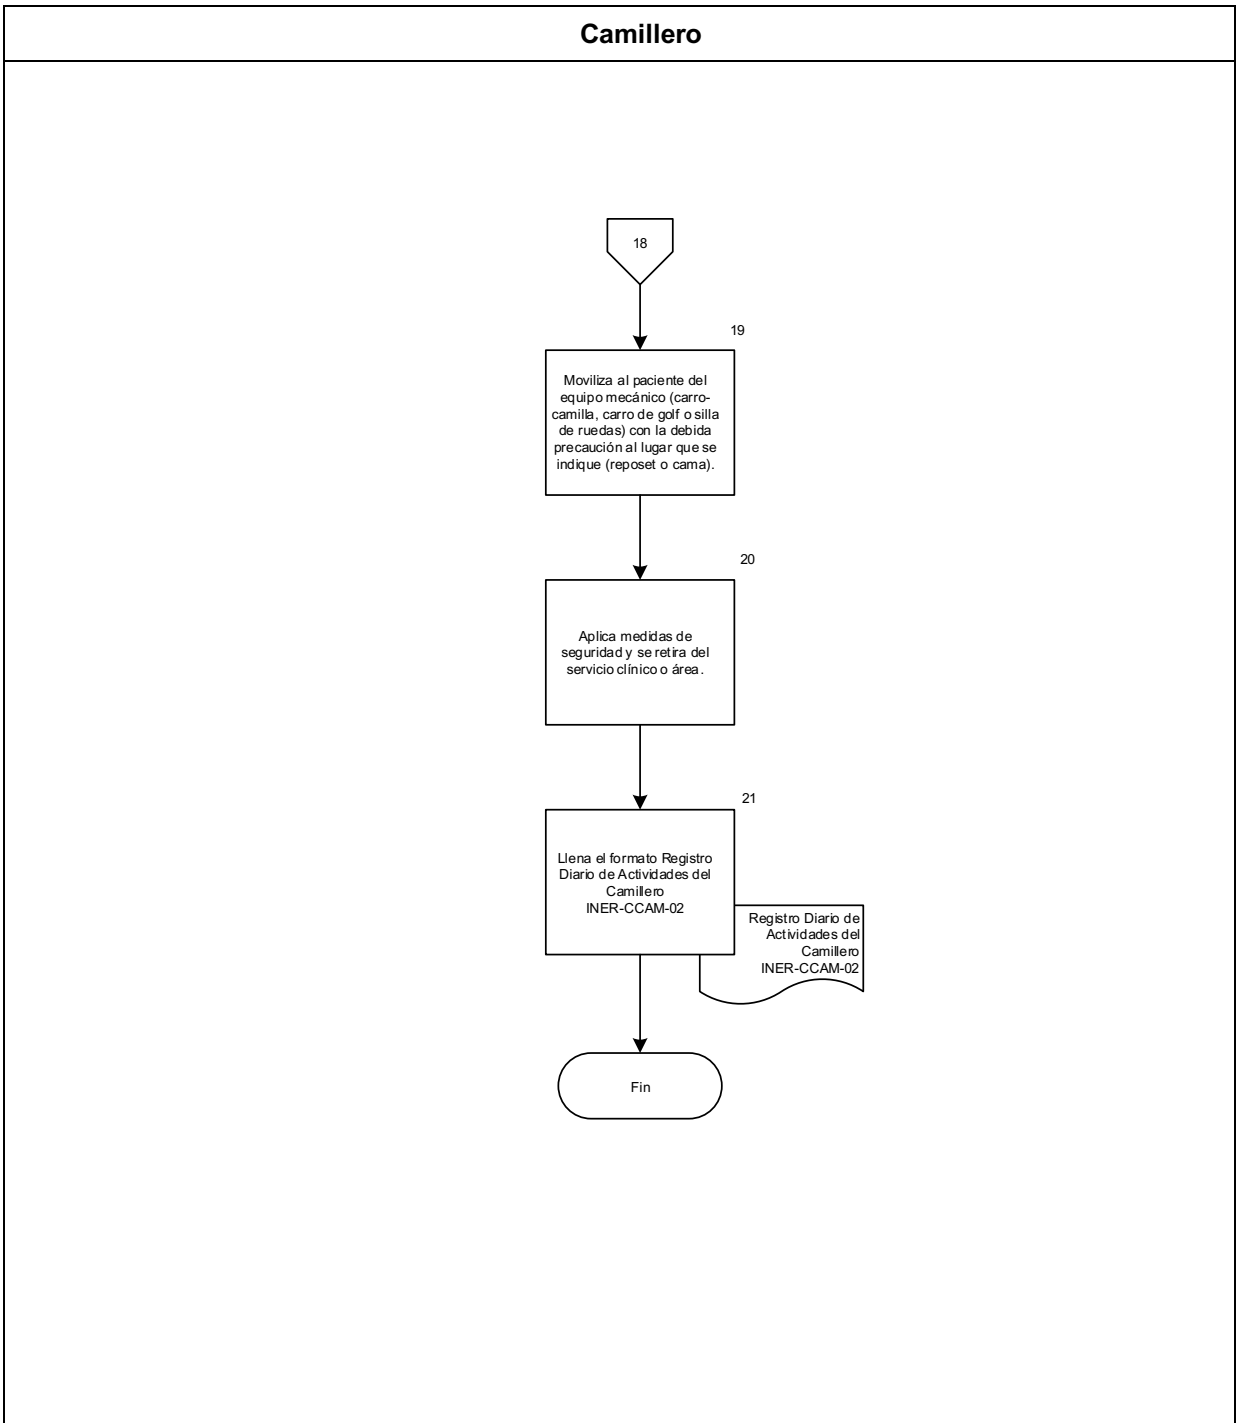 Camillero
18
19
Moviliza al paciente del
equipo mecánico (carro-
camilla, carro de golf o silla
de ruedas) con la debida
precaución al lugar que se
indique (reposet o cama).
20
Aplica medidas de
seguridad y se retira del
servicio clínico o área.
21
Llena el formato Registro
Diario de Actividades del
Camillero
INER-CCAM-02
Registro Diario de
Actividades del
Camillero
INER-CCAM-02
Fin